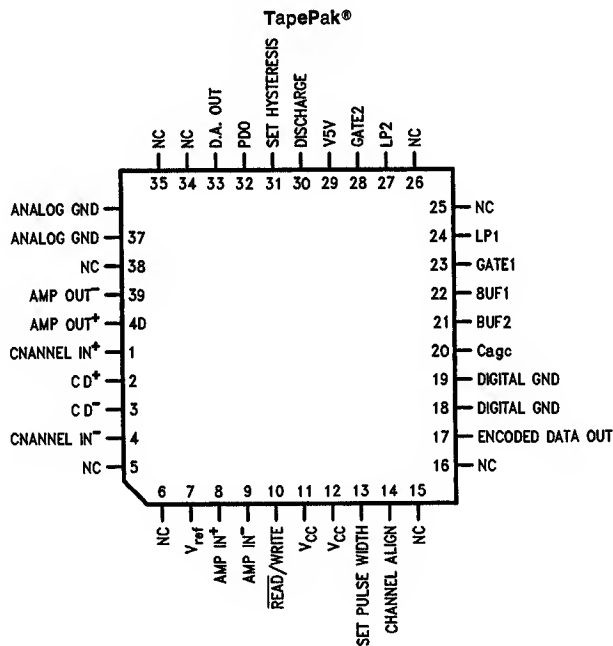 TapePak®
NC
NC
D.A. OUT
PDO
SET HYSTERESIS
DISCHARGE
V5V
GATE2
LP2
NC
35 34 33 32 31 30 29 28 27 26
ANALOG GND
ANALOG GND 37
NC 38
AMP OUT⁻ 39
AMP OUT⁺ 4D
CNANNEL IN⁺ 1
CD⁺ 2
CD⁻ 3
CNANNEL IN⁻ 4
NC 5
25 NC
24 LP1
23 GATE1
22 8UF1
21 BUF2
20 Cagc
19 DIGITAL GND
18 DIGITAL GND
17 ENCODED DATA OUT
16 NC
6 7 8 9 10 11 12 13 14 15
NC
Vref
AMP IN⁺
AMP IN⁻
READ/WRITE
VCC
VCC
SET PULSE WIDTH
CHANNEL ALIGN
NC